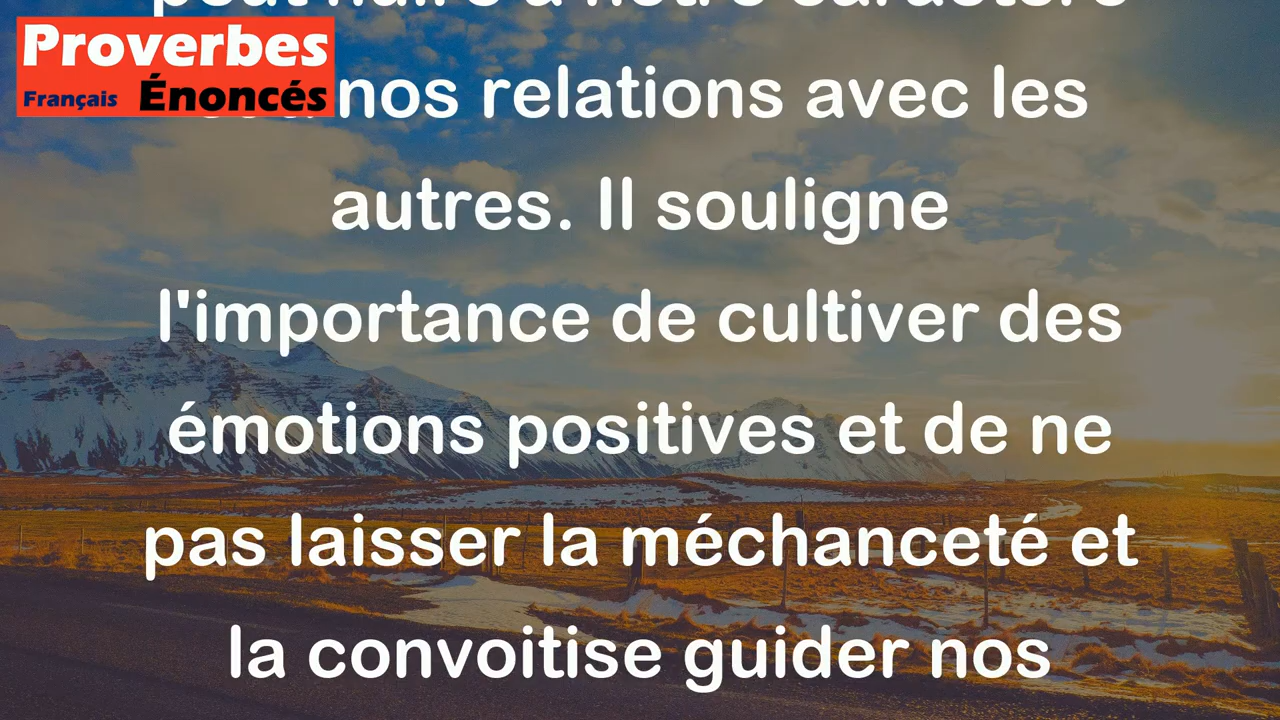 Proverbes
Français Énoncés
peut nuire à notre caractère
nos relations avec les
autres. Il souligne
l'importance de cultiver des
émotions positives et de ne
pas laisser la méchanceté et
la convoitise guider nos